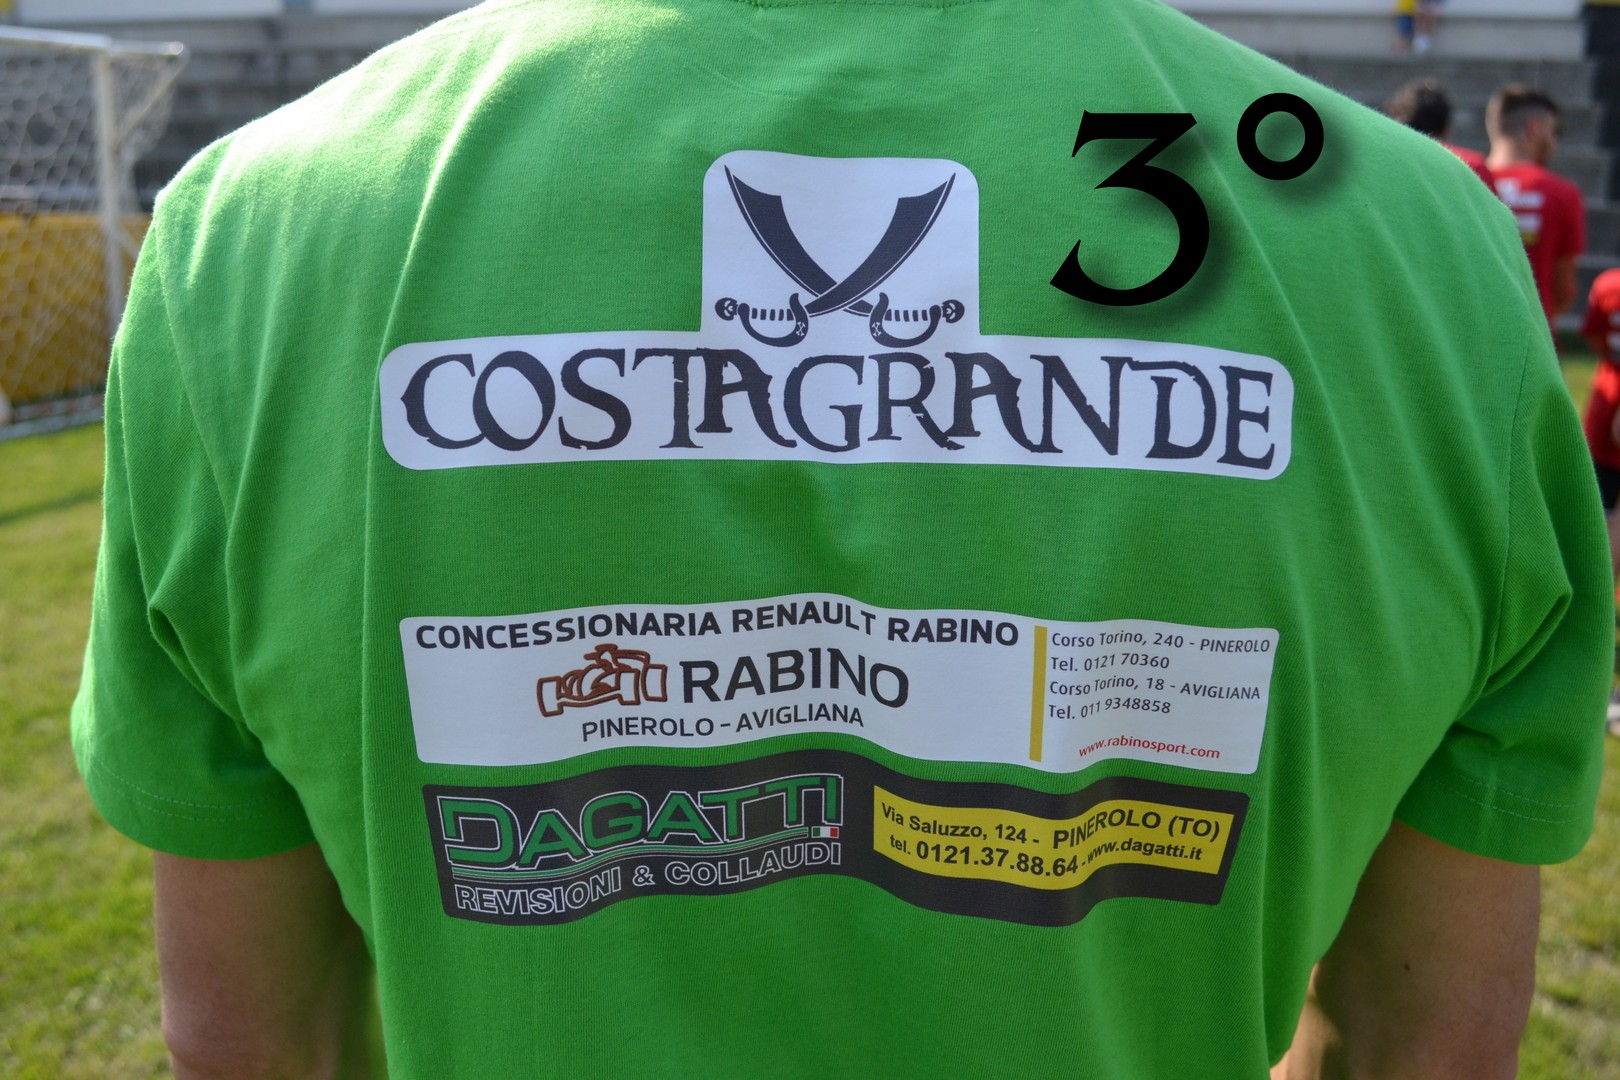 3°
COSTAGRANDE
CONCESSIONARIA RENAULT RABINO
RABINO
PINEROLO - AVIGLIANA
Corso Torino, 240 - PINEROLO
Tel. 0121 70360
Corso Torino, 18 - AVIGLIANA
Tel. 011 9348858
www.rabinosport.com
DAGATTI
REVISIONI & COLLAUDI
Via Saluzzo, 124 - PINEROLO (TO)
tel. 0121.37.88.64 - www.dagatti.it